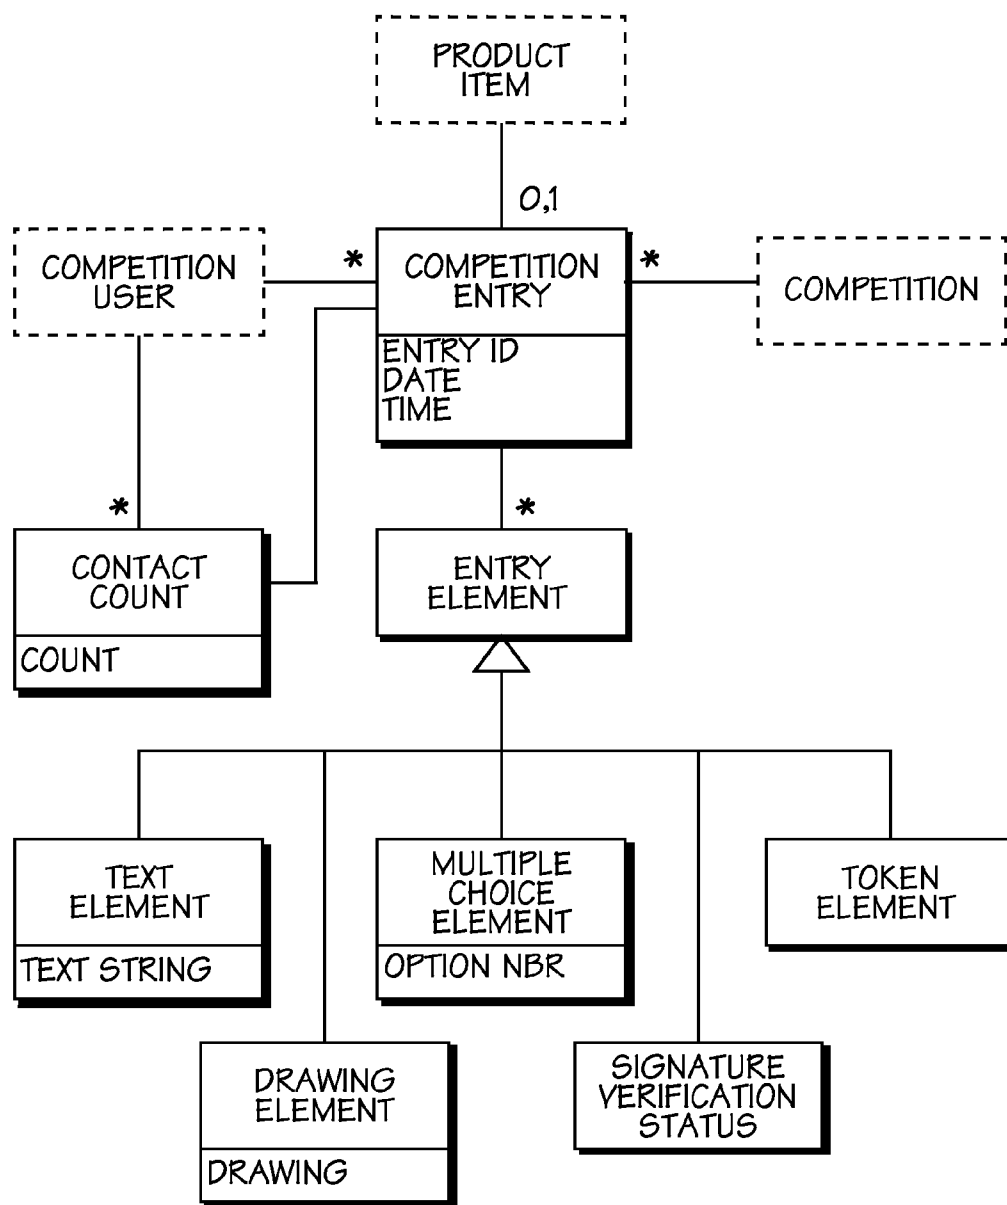 PRODUCT
ITEM
0,1
COMPETITION
USER
*
COMPETITION
ENTRY
*
COMPETITION
ENTRY ID
DATE
TIME
*
CONTACT
COUNT
COUNT
*
ENTRY
ELEMENT
TEXT
ELEMENT
TEXT STRING
MULTIPLE
CHOICE
ELEMENT
OPTION NBR
TOKEN
ELEMENT
DRAWING
ELEMENT
DRAWING
SIGNATURE
VERIFICATION
STATUS